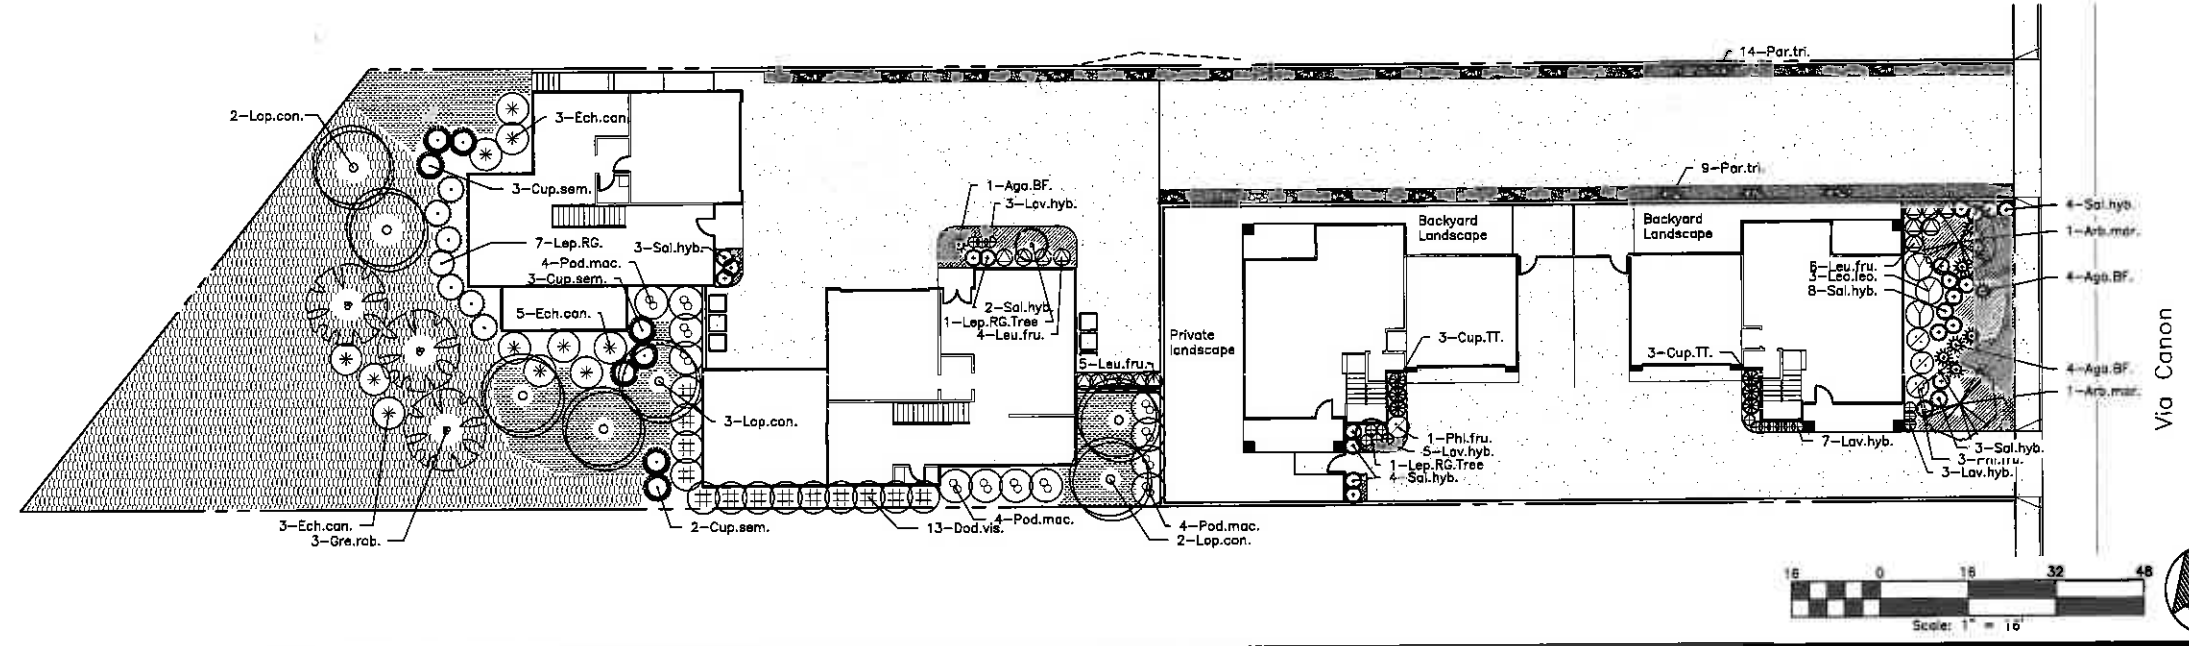 14-Par.tri.
2-Lop.con.
3-Ech.can.
9-Par.tri.
3-Cup.sem.
1-Aga.BF.
3-Lav.hyb.
4-Sal.hyb.
Backyard
Landscape
Backyard
Landscape
1-Arb.mar.
7-Lep.RG.
3-Sal.hyb.
4-Pod.mac.
3-Cup.sem.
6-Leu.fru.
3-Leo.leo.
8-Sal.hyb.
4-Aga.BF.
5-Ech.can.
2-Sal.hyb.
1-Lep.RG.Tree
4-Leu.fru.
Private
landscape
3-Cup.TT.
3-Cup.TT.
Via Canon
5-Leu.fru.
4-Aga.BF.
1-Arb.mar.
3-Lop.con.
1-Phl.fru.
5-Lav.hyb.
1-Lep.RG.Tree
4-Sal.hyb.
7-Lav.hyb.
3-Sal.hyb.
3-Lav.hyb.
3-Ech.can.
3-Gre.rob.
2-Cup.sem.
13-Dod.vis.
4-Pod.mac.
4-Pod.mac.
2-Lop.con.
16 0 16 32 48
Scale: 1" = 16'